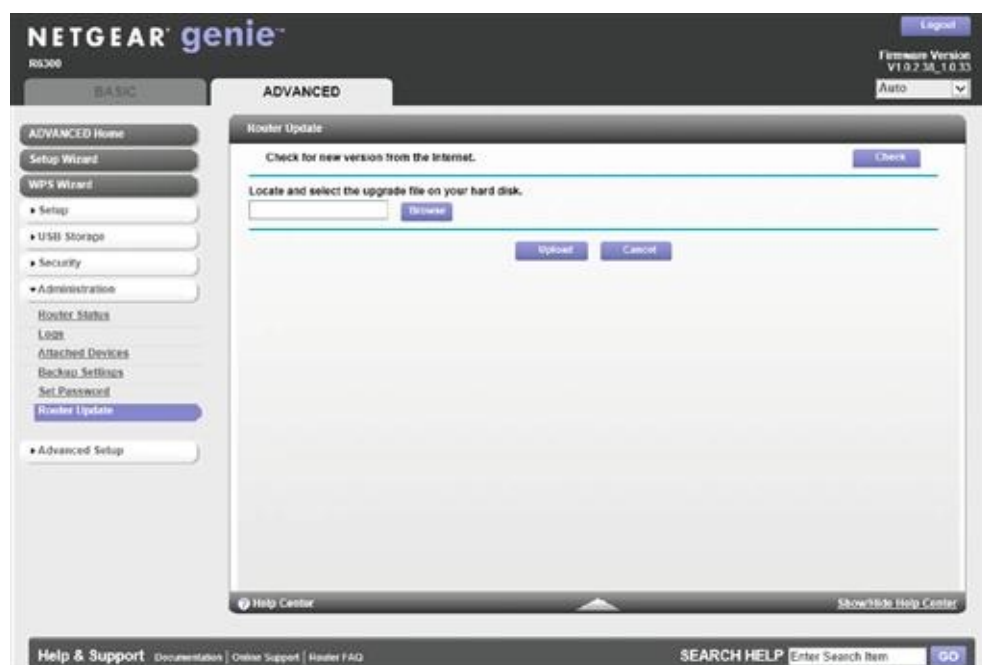 NETGEAR genie
R6300
Logout
Firmware Version
V1.0.2.38_1.0.33
Auto
BASIC
ADVANCED
ADVANCED Home
Setup Wizard
WPS Wizard
Setup
USB Storage
Security
Administration
Router Status
Logs
Attached Devices
Backup Settings
Set Password
Router Update
Advanced Setup
Router Update
Check for new version from the Internet.
Check
Locate and select the upgrade file on your hard disk.
Browse
Upload Cancel
Help Center
Show/Hide Help Center
Help & Support Documentation | Online Support | Router FAQ
SEARCH HELP Enter Search Item GO